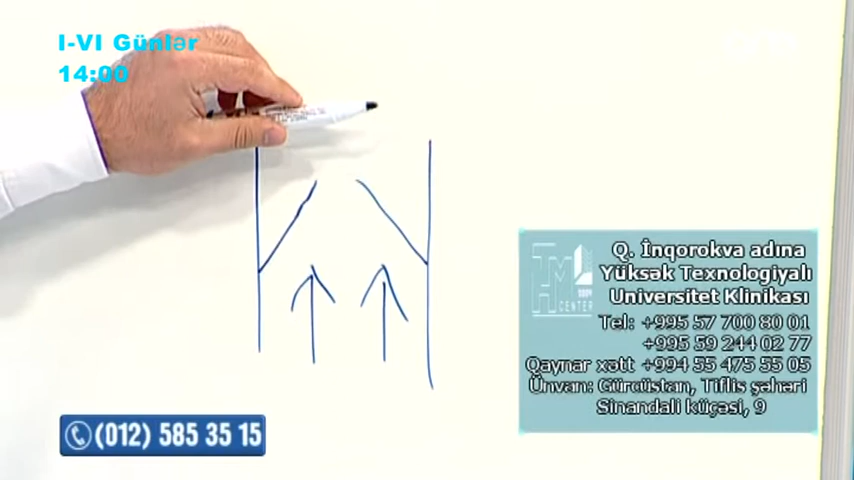 I-VI Günlər
14:00
Q. İnqorokva adına
Yüksək Texnologiyalı
Universitet Klinikası
HTM
CENTER
Tel: +995 57 700 80 01
+995 59 244 02 77
Qaynar xətt +994 55 475 55 05
Ünvan: Gürcüstan, Tiflis şəhəri
Sinandali küçəsi, 9
(012) 585 35 15